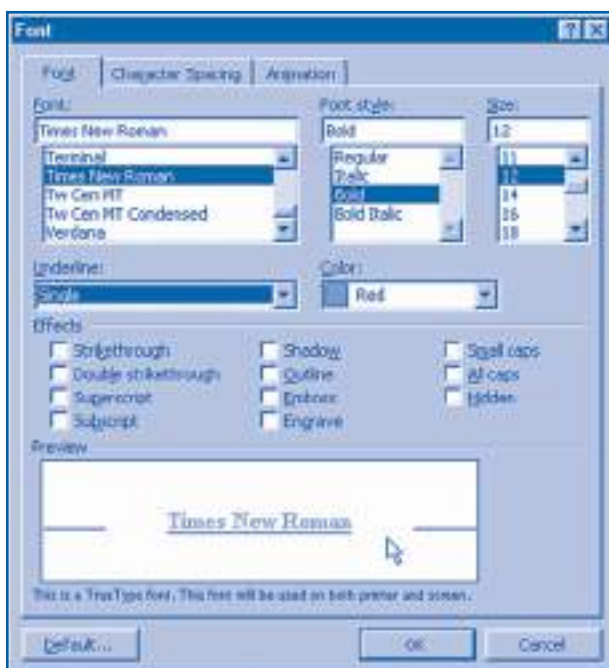 Font
Font Character Spacing Animation
Font: Font style: Size:
Times New Roman Bold 12
Terminal Regular 11
Times New Roman Italic 12
Tw Cen MT Bold 14
Tw Cen MT Condensed Bold Italic 16
Verdana 18
Underline: Color:
Single Red
Effects
Strikethrough Shadow Small caps
Double strikethrough Outline All caps
Superscript Emboss Hidden
Subscript Engrave
Preview
Times New Roman
This is a TrueType font. This font will be used on both printer and screen.
Default... OK Cancel